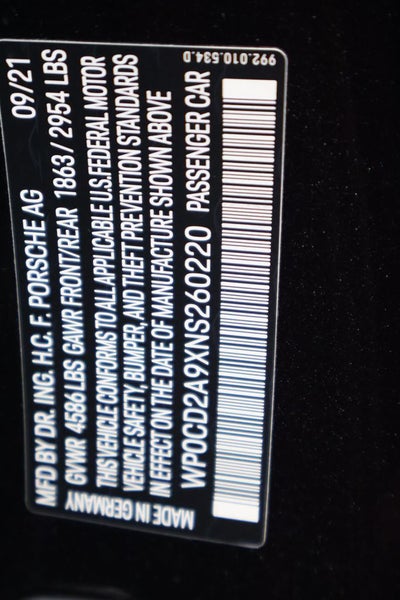 MFD BY DR. ING. H.C. F. PORSCHE AG 09/21
GVWR 4586 LBS GAWR FRONT/REAR 1863 / 2954 LBS
THIS VEHICLE CONFORMS TO ALL APPLICABLE U.S. FEDERAL MOTOR
VEHICLE SAFETY, BUMPER, AND THEFT PREVENTION STANDARDS
IN EFFECT ON THE DATE OF MANUFACTURE SHOWN ABOVE
WP0CD2A9XNS260220 PASSENGER CAR
MADE IN GERMANY
992.010.534.D